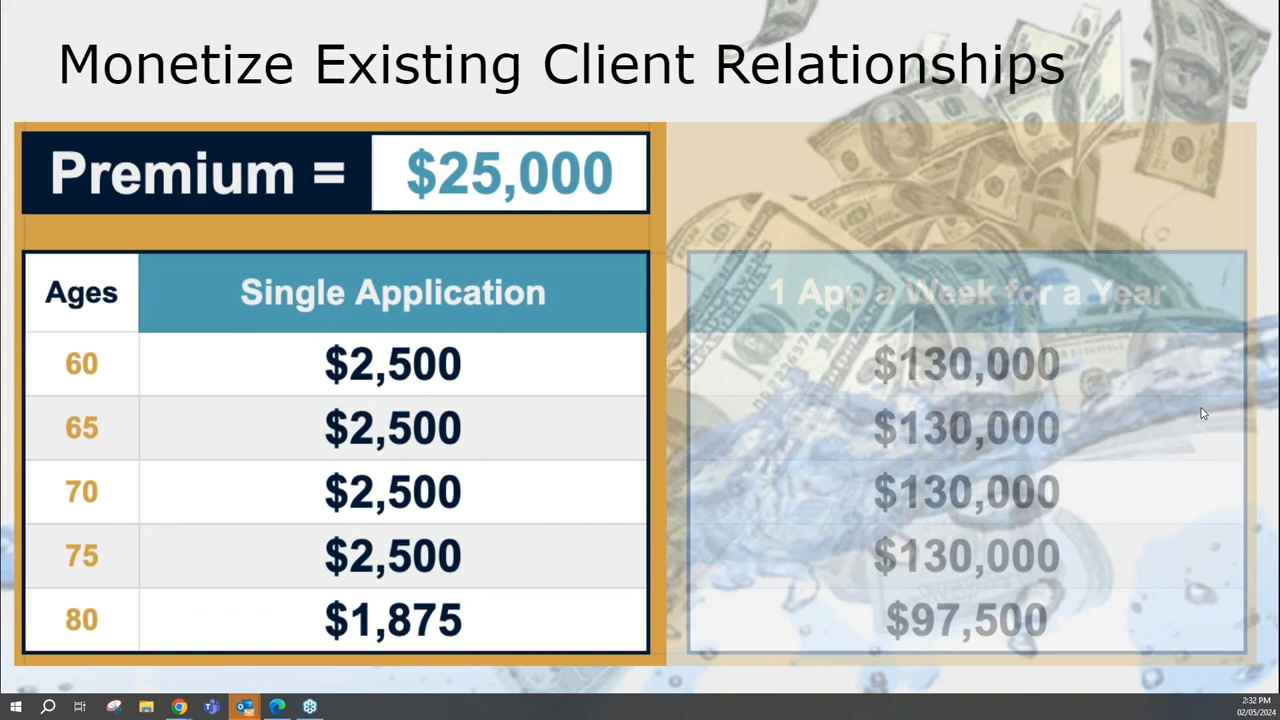 Monetize Existing Client Relationships
Premium = $25,000
Ages Single Application 1 App a Week for a Year
60 $2,500 $130,000
65 $2,500 $130,000
70 $2,500 $130,000
75 $2,500 $130,000
80 $1,875 $97,500
2:32 PM
02/05/2024